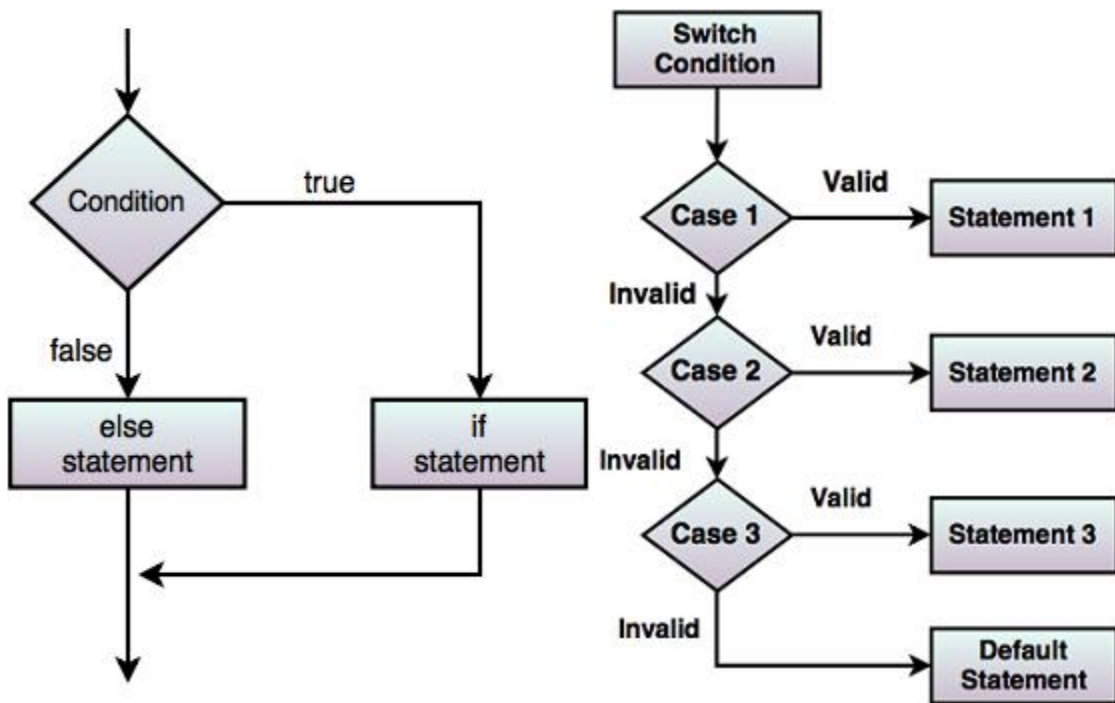 Condition
true
false
else
statement
if
statement
Switch
Condition
Case 1
Valid
Statement 1
Invalid
Case 2
Valid
Statement 2
Invalid
Case 3
Valid
Statement 3
Invalid
Default
Statement